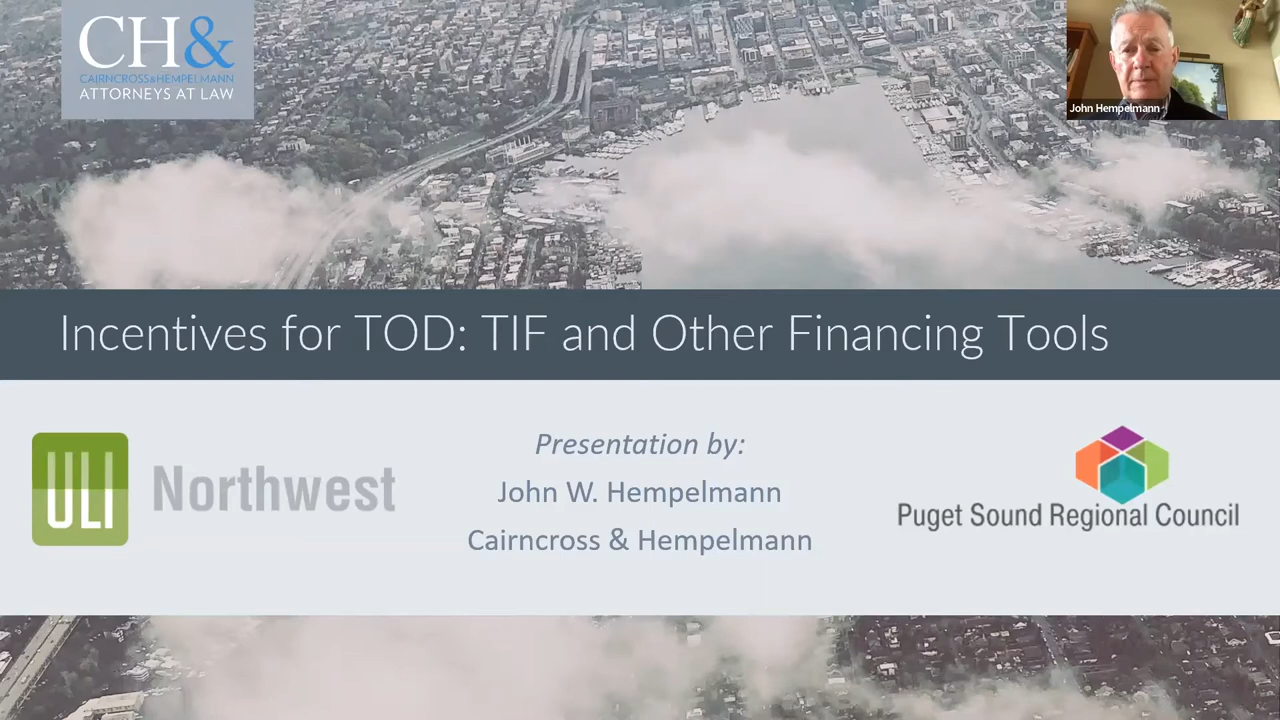 CH&
CAIRNCROSS&HEMPELMANN
ATTORNEYS AT LAW
John Hempelmann
Incentives for TOD: TIF and Other Financing Tools
ULI Northwest
Presentation by:
John W. Hempelmann
Cairncross & Hempelmann
Puget Sound Regional Council